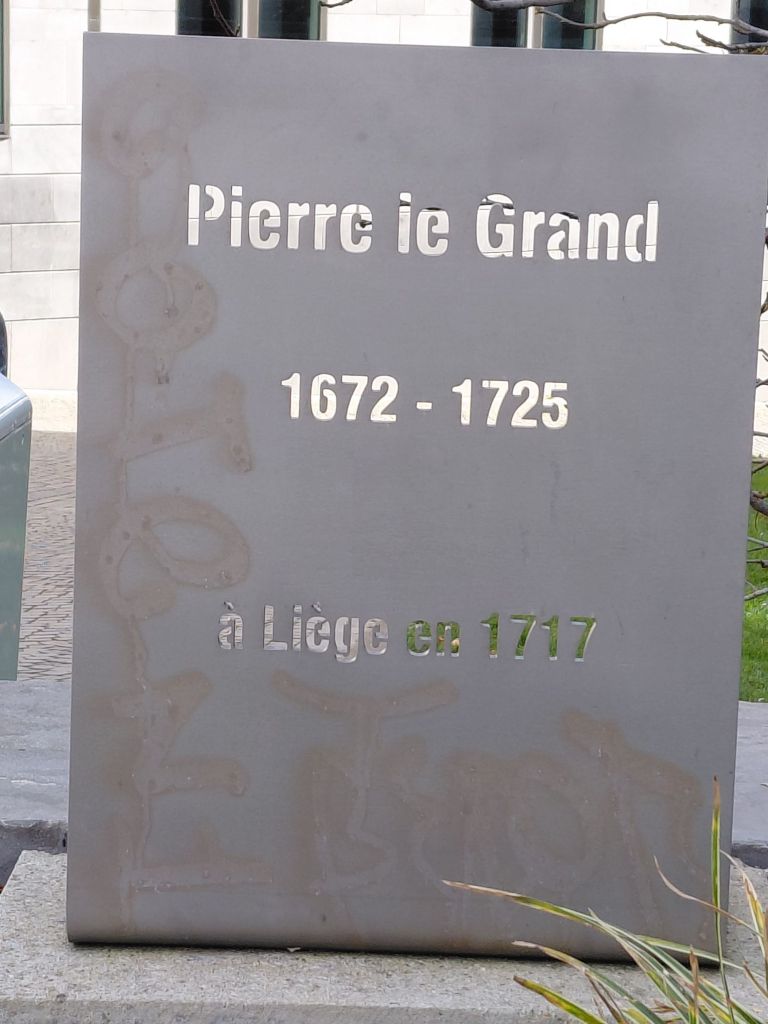 Pierre le Grand
1672 - 1725
à Liège en 1717